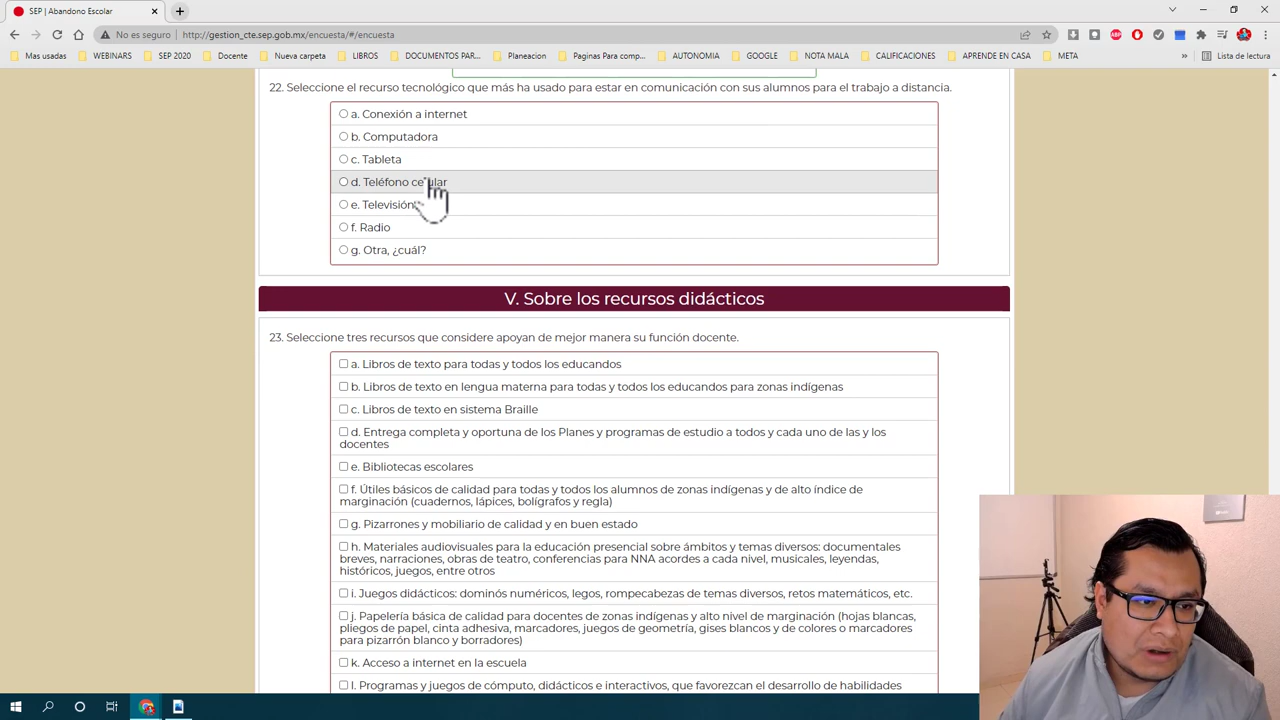 SEP | Abandono Escolar
No es seguro | http://gestion_cte.sep.gob.mx/encuesta/#/encuesta
Mas usadas WEBINARS SEP 2020 Docente Nueva carpeta LIBROS DOCUMENTOS PAR... Planeacion Paginas Para comp... AUTONOMIA GOOGLE NOTA MALA CALIFICACIONES APRENDE EN CASA META » Lista de lectura
22. Seleccione el recurso tecnológico que más ha usado para estar en comunicación con sus alumnos para el trabajo a distancia.
a. Conexión a internet
b. Computadora
c. Tableta
d. Teléfono celular
e. Televisión
f. Radio
g. Otra, ¿cuál?
V. Sobre los recursos didácticos
23. Seleccione tres recursos que considere apoyan de mejor manera su función docente.
a. Libros de texto para todas y todos los educandos
b. Libros de texto en lengua materna para todas y todos los educandos para zonas indígenas
c. Libros de texto en sistema Braille
d. Entrega completa y oportuna de los Planes y programas de estudio a todos y cada uno de las y los
docentes
e. Bibliotecas escolares
f. Útiles básicos de calidad para todas y todos los alumnos de zonas indígenas y de alto índice de
marginación (cuadernos, lápices, bolígrafos y regla)
g. Pizarrones y mobiliario de calidad y en buen estado
h. Materiales audiovisuales para la educación presencial sobre ámbitos y temas diversos: documentales
breves, narraciones, obras de teatro, conferencias para NNA acordes a cada nivel, musicales, leyendas,
históricos, juegos, entre otros
i. Juegos didácticos: dominós numéricos, legos, rompecabezas de temas diversos, retos matemáticos, etc.
j. Papelería básica de calidad para docentes de zonas indígenas y alto nivel de marginación (hojas blancas,
pliegos de papel, cinta adhesiva, marcadores, juegos de geometría, gises blancos y de colores o marcadores
para pizarrón blanco y borradores)
k. Acceso a internet en la escuela
l. Programas y juegos de cómputo, didácticos e interactivos, que favorezcan el desarrollo de habilidades